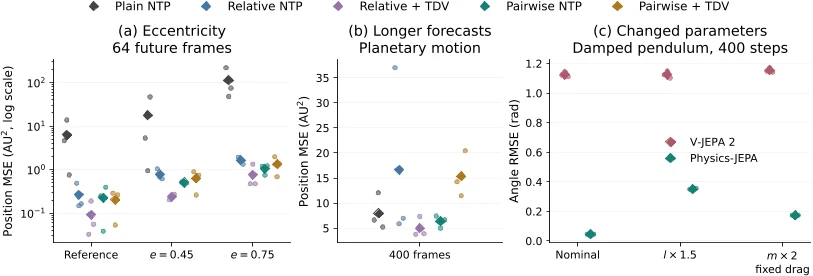 Plain NTP Relative NTP Relative + TDV Pairwise NTP Pairwise + TDV
(a) Eccentricity
64 future frames
Position MSE (AU², log scale)
10²
10¹
10⁰
10⁻¹
Reference e = 0.45 e = 0.75
(b) Longer forecasts
Planetary motion
Position MSE (AU²)
35
30
25
20
15
10
5
400 frames
(c) Changed parameters
Damped pendulum, 400 steps
Angle RMSE (rad)
1.2
1.0
0.8
0.6
0.4
0.2
0.0
V-JEPA 2
Physics-JEPA
Nominal l × 1.5 m × 2
fixed drag